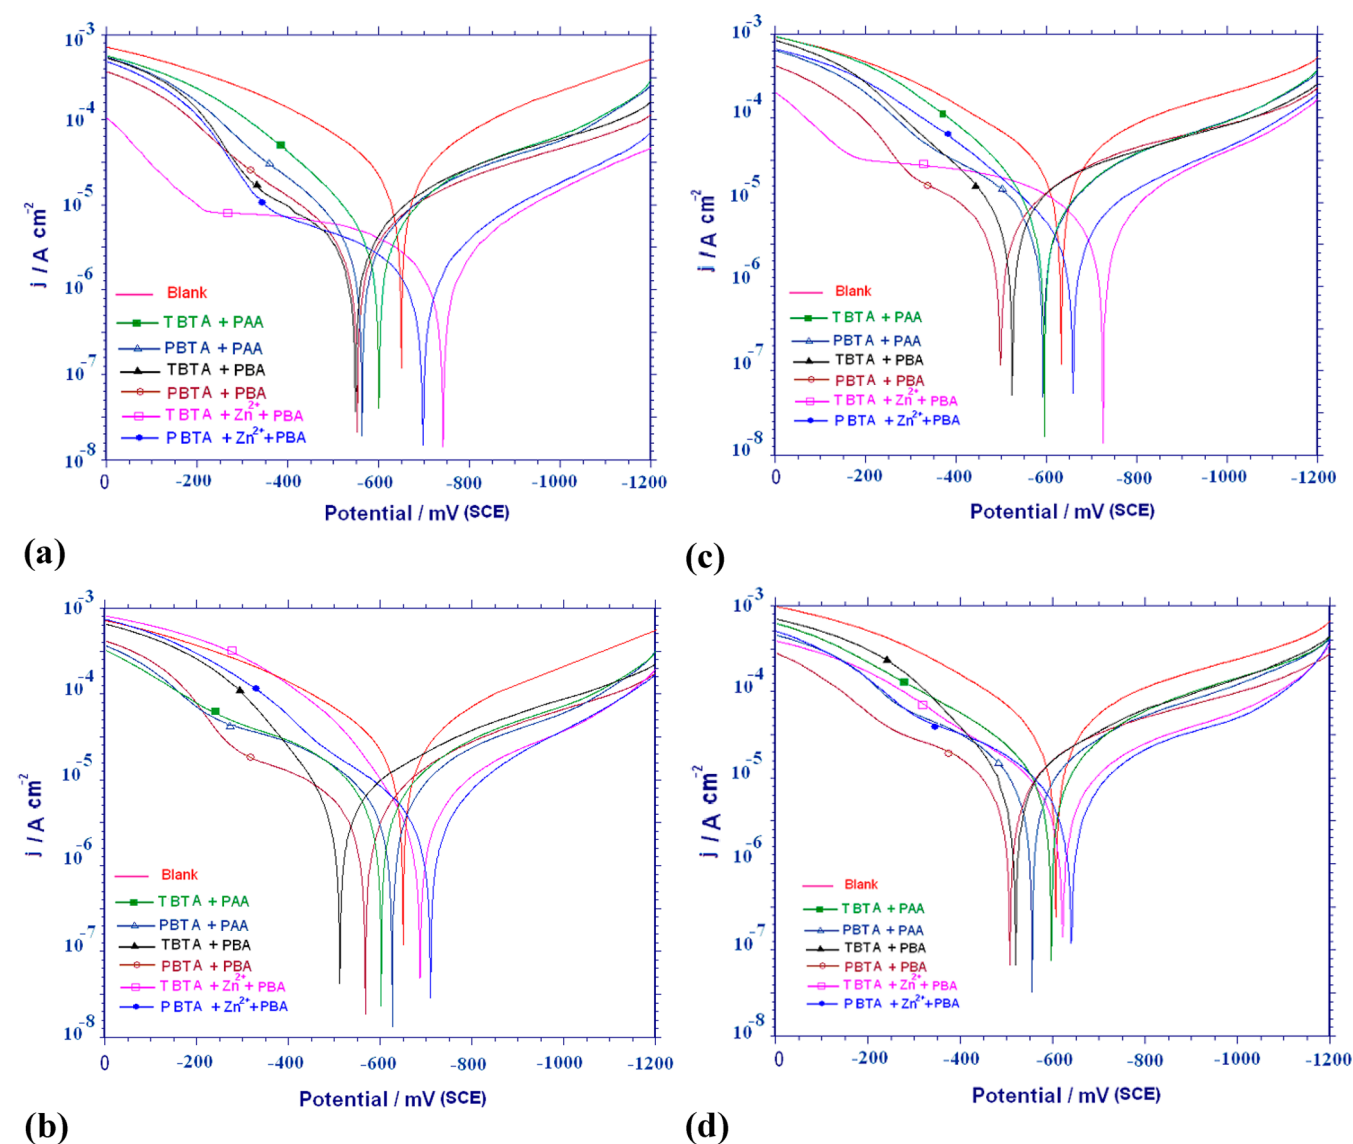 10-3
10-4
10-5
10-6
10-7
10-8
j / A cm-2
Blank
TBTA + PAA
PBTA + PAA
TBTA + PBA
PBTA + PBA
TBTA + Zn2+ + PBA
PBTA + Zn2+ + PBA
0 -200 -400 -600 -800 -1000 -1200
Potential / mV (SCE)
(a)
10-3
10-4
10-5
10-6
10-7
10-8
j / A cm-2
Blank
TBTA + PAA
PBTA + PAA
TBTA + PBA
PBTA + PBA
TBTA + Zn2+ + PBA
PBTA + Zn2+ + PBA
0 -200 -400 -600 -800 -1000 -1200
Potential / mV (SCE)
(c)
10-3
10-4
10-5
10-6
10-7
10-8
j / A cm-2
Blank
TBTA + PAA
PBTA + PAA
TBTA + PBA
PBTA + PBA
TBTA + Zn2+ + PBA
PBTA + Zn2+ + PBA
0 -200 -400 -600 -800 -1000 -1200
Potential / mV (SCE)
(b)
10-3
10-4
10-5
10-6
10-7
10-8
j / A cm-2
Blank
TBTA + PAA
PBTA + PAA
TBTA + PBA
PBTA + PBA
TBTA + Zn2+ + PBA
PBTA + Zn2+ + PBA
0 -200 -400 -600 -800 -1000 -1200
Potential / mV (SCE)
(d)